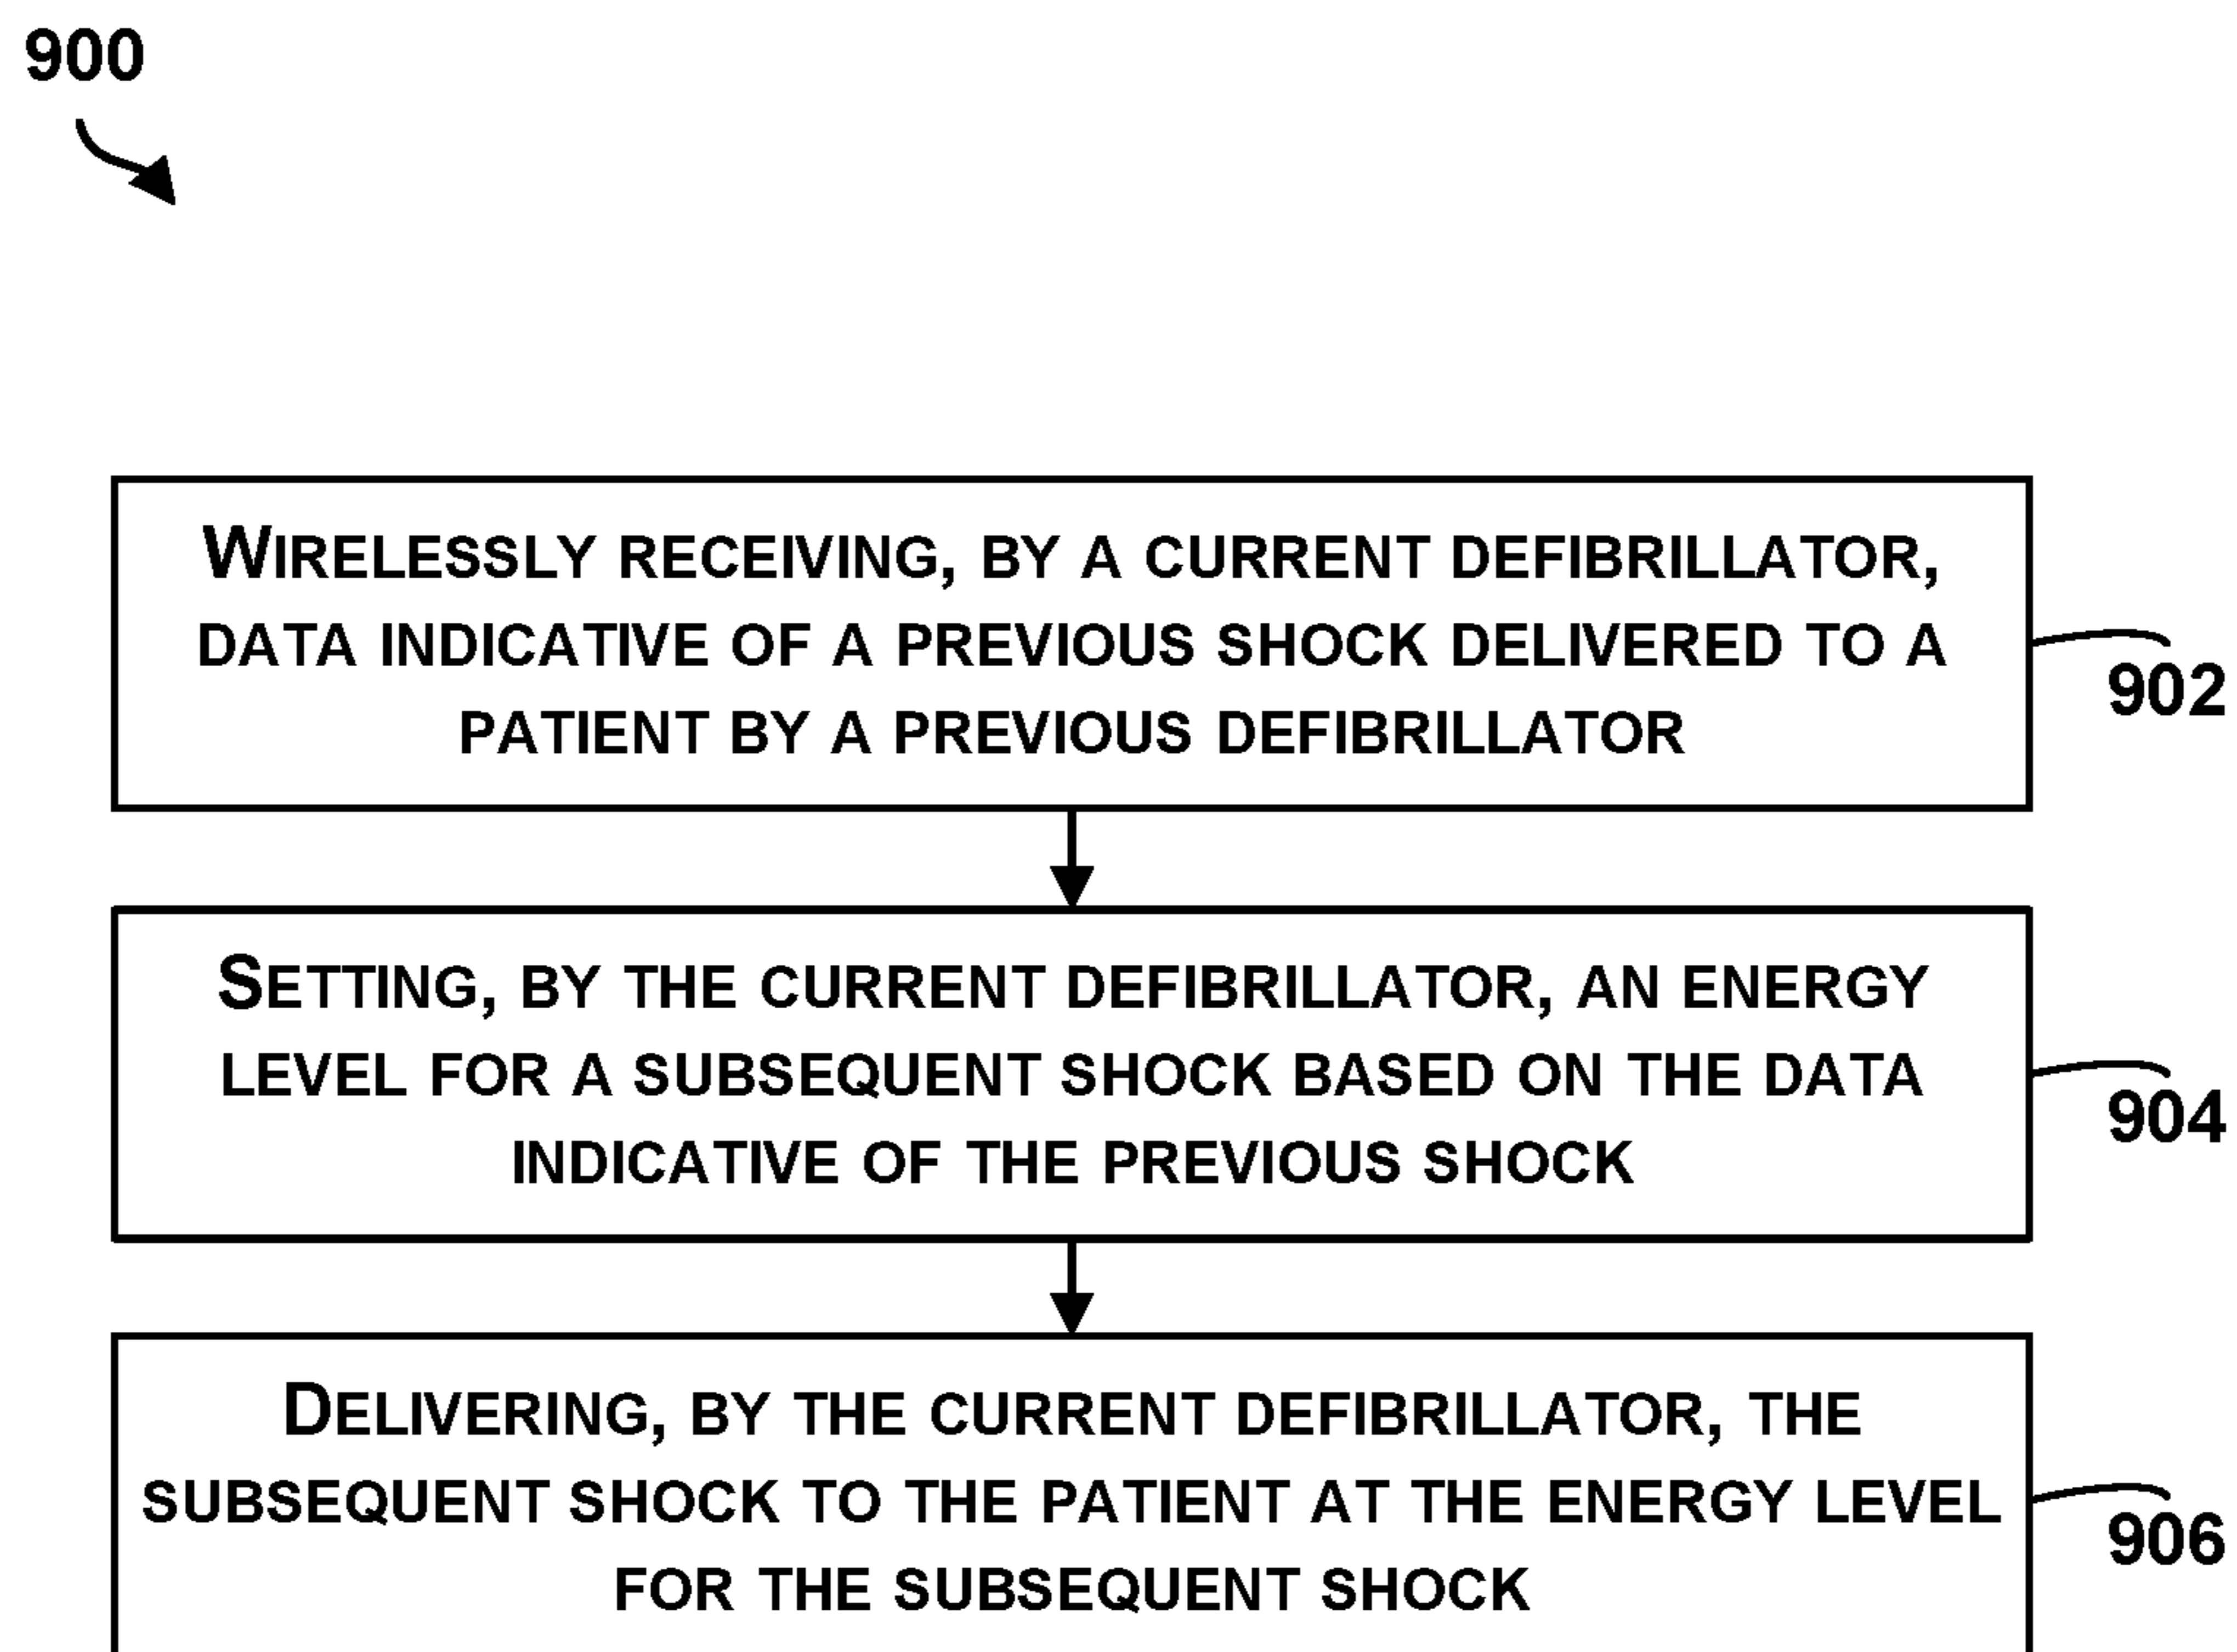 900
WIRELESSLY RECEIVING, BY A CURRENT DEFIBRILLATOR,
DATA INDICATIVE OF A PREVIOUS SHOCK DELIVERED TO A
PATIENT BY A PREVIOUS DEFIBRILLATOR
902
SETTING, BY THE CURRENT DEFIBRILLATOR, AN ENERGY
LEVEL FOR A SUBSEQUENT SHOCK BASED ON THE DATA
INDICATIVE OF THE PREVIOUS SHOCK
904
DELIVERING, BY THE CURRENT DEFIBRILLATOR, THE
SUBSEQUENT SHOCK TO THE PATIENT AT THE ENERGY LEVEL
FOR THE SUBSEQUENT SHOCK
906